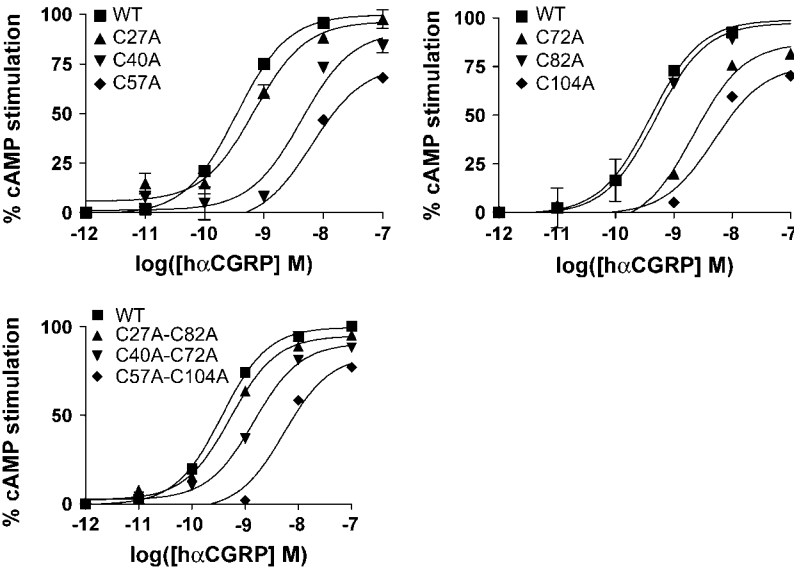 WT
C27A
C40A
C57A
% cAMP stimulation
100
75
50
25
0
-12 -11 -10 -9 -8 -7
log([hαCGRP] M)
WT
C72A
C82A
C104A
% cAMP stimulation
100
75
50
25
0
-12 -11 -10 -9 -8 -7
log([hαCGRP] M)
WT
C27A-C82A
C40A-C72A
C57A-C104A
% cAMP stimulation
100
50
0
-12 -11 -10 -9 -8 -7
log([hαCGRP] M)